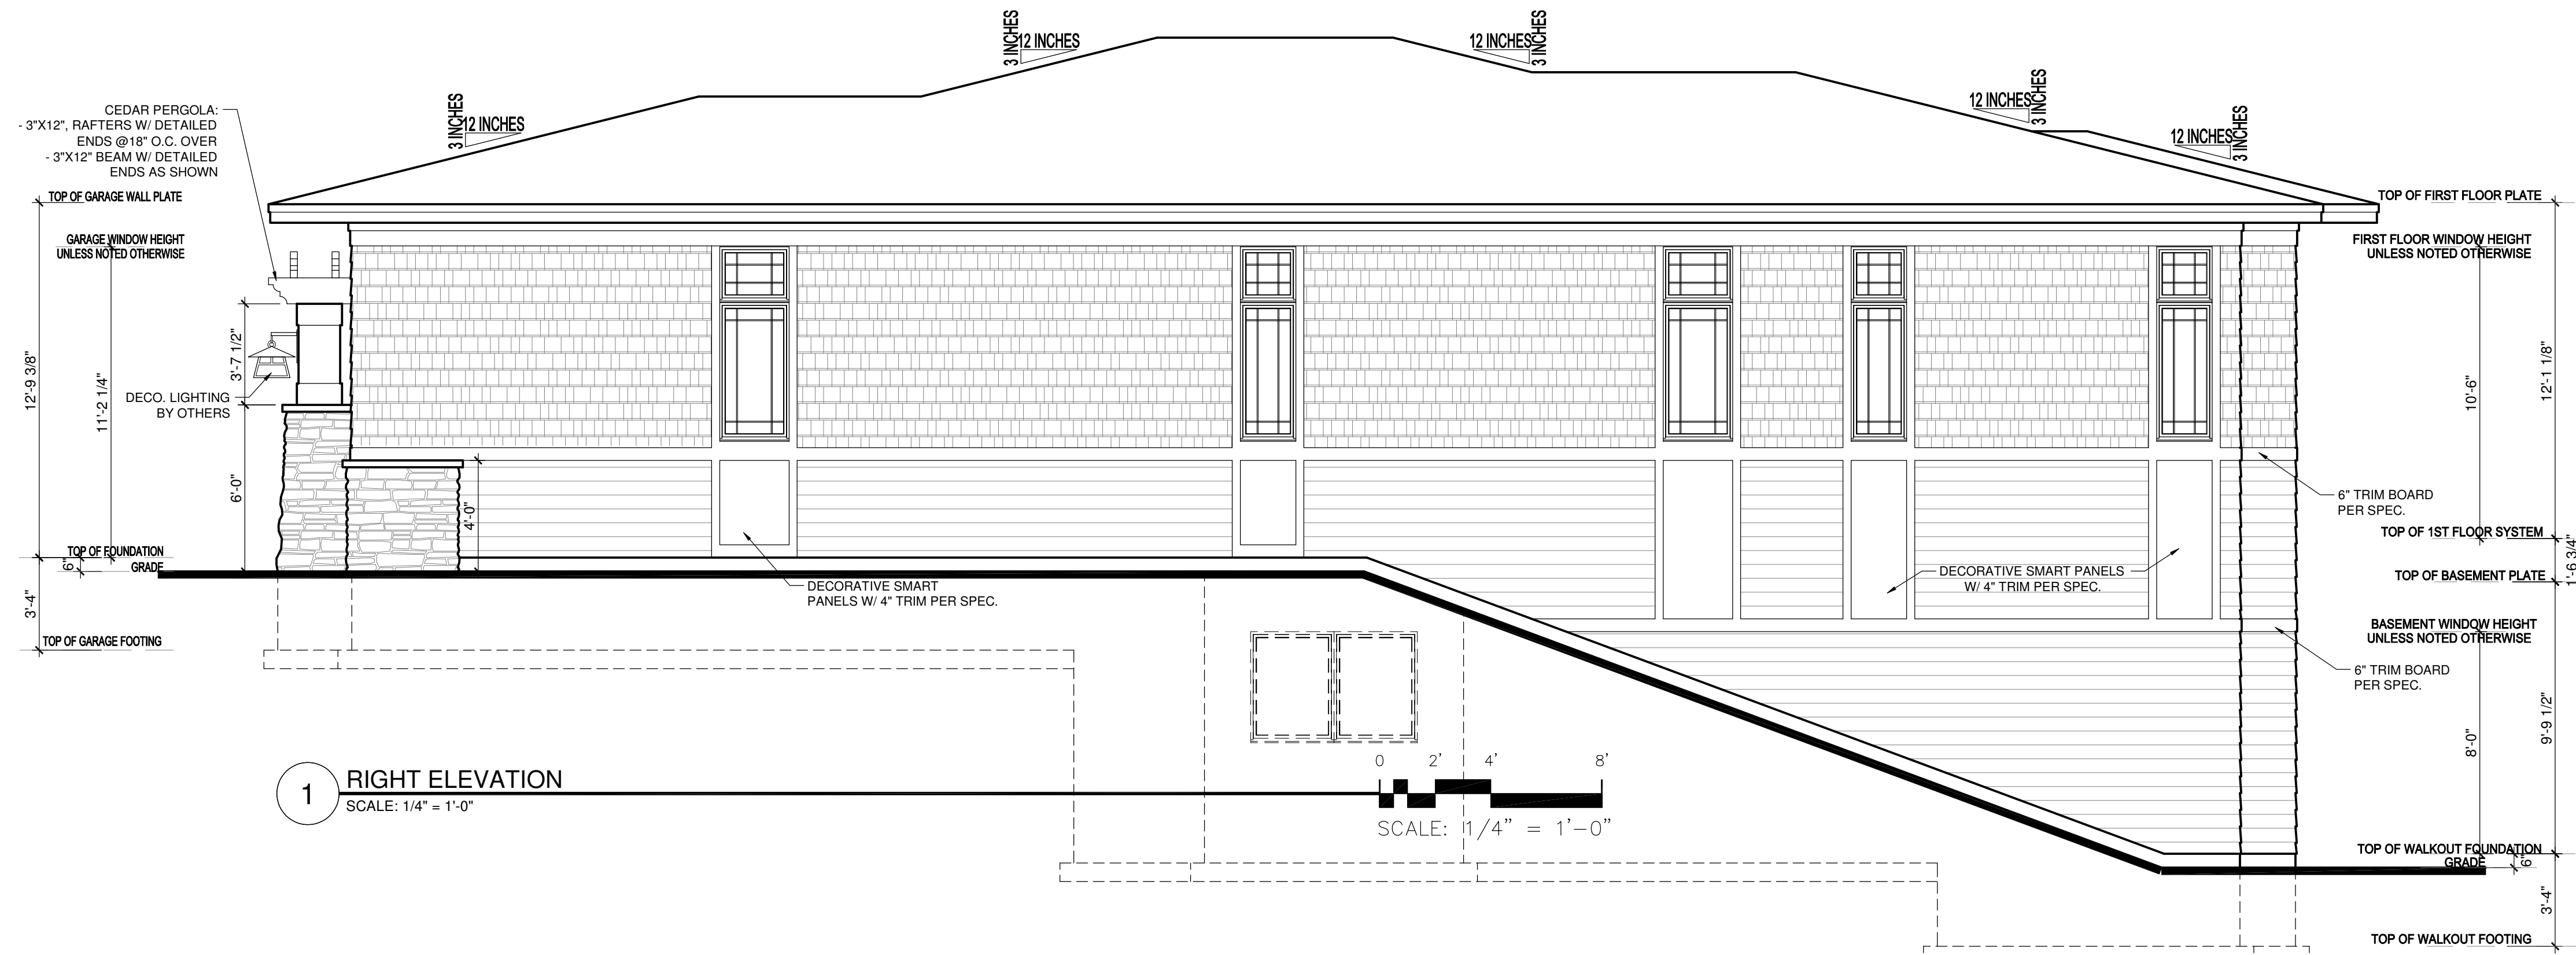 3 INCHES
12 INCHES
12 INCHES
3 INCHES
3 INCHES
12 INCHES
12 INCHES
3 INCHES
12 INCHES
3 INCHES
CEDAR PERGOLA:
- 3"X12", RAFTERS W/ DETAILED
ENDS @18" O.C. OVER
- 3"X12" BEAM W/ DETAILED
ENDS AS SHOWN
TOP OF GARAGE WALL PLATE
GARAGE WINDOW HEIGHT
UNLESS NOTED OTHERWISE
12'-9 3/8"
11'-2 1/4"
3'-7 1/2"
DECO. LIGHTING
BY OTHERS
6'-0"
4'-0"
TOP OF FOUNDATION
6"
GRADE
3'-4"
TOP OF GARAGE FOOTING
DECORATIVE SMART
PANELS W/ 4" TRIM PER SPEC.
DECORATIVE SMART PANELS
W/ 4" TRIM PER SPEC.
TOP OF FIRST FLOOR PLATE
FIRST FLOOR WINDOW HEIGHT
UNLESS NOTED OTHERWISE
10'-6"
12'-1 1/8"
6" TRIM BOARD
PER SPEC.
TOP OF 1ST FLOOR SYSTEM
1'-6 3/4"
TOP OF BASEMENT PLATE
BASEMENT WINDOW HEIGHT
UNLESS NOTED OTHERWISE
6" TRIM BOARD
PER SPEC.
8'-0"
9'-9 1/2"
TOP OF WALKOUT FOUNDATION
GRADE
6"
3'-4"
TOP OF WALKOUT FOOTING
1
RIGHT ELEVATION
SCALE: 1/4" = 1'-0"
0 2' 4' 8'
SCALE: 1/4" = 1'-0"